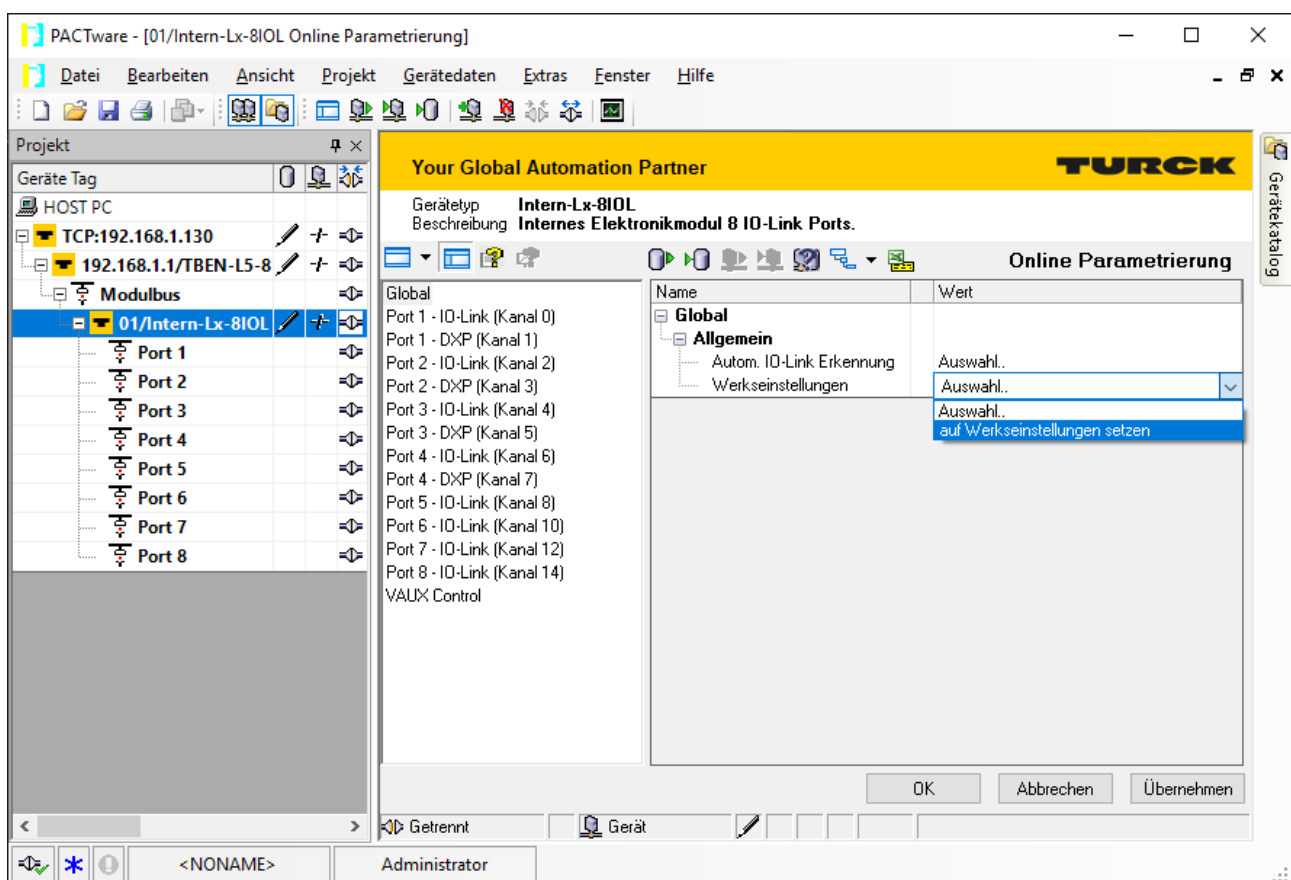 PACTware - [01/Intern-Lx-8IOL Online Parametrierung]
Datei Bearbeiten Ansicht Projekt Gerätedaten Extras Fenster Hilfe
Projekt
Geräte Tag
HOST PC
TCP:192.168.1.130
192.168.1.1/TBEN-L5-8
Modulbus
01/Intern-Lx-8IOL
Port 1
Port 2
Port 3
Port 4
Port 5
Port 6
Port 7
Port 8
Your Global Automation Partner
TURCK
Gerätetyp Intern-Lx-8IOL
Beschreibung Internes Elektronikmodul 8 IO-Link Ports.
Online Parametrierung
Global
Port 1 - IO-Link (Kanal 0)
Port 1 - DXP (Kanal 1)
Port 2 - IO-Link (Kanal 2)
Port 2 - DXP (Kanal 3)
Port 3 - IO-Link (Kanal 4)
Port 3 - DXP (Kanal 5)
Port 4 - IO-Link (Kanal 6)
Port 4 - DXP (Kanal 7)
Port 5 - IO-Link (Kanal 8)
Port 6 - IO-Link (Kanal 10)
Port 7 - IO-Link (Kanal 12)
Port 8 - IO-Link (Kanal 14)
VAUX Control
Name Wert
Global
Allgemein
Autom. IO-Link Erkennung Auswahl..
Werkseinstellungen Auswahl..
Auswahl..
auf Werkseinstellungen setzen
OK Abbrechen Übernehmen
Getrennt Gerät
Gerätekatalog
<NONAME> Administrator